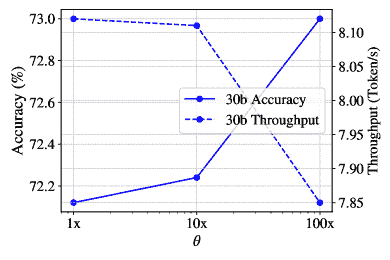 73.0
72.8
72.6
72.4
72.2
Accuracy (%)
8.10
8.05
8.00
7.95
7.90
7.85
Throughput (Token/s)
30b Accuracy
30b Throughput
1x
10x
100x
θ